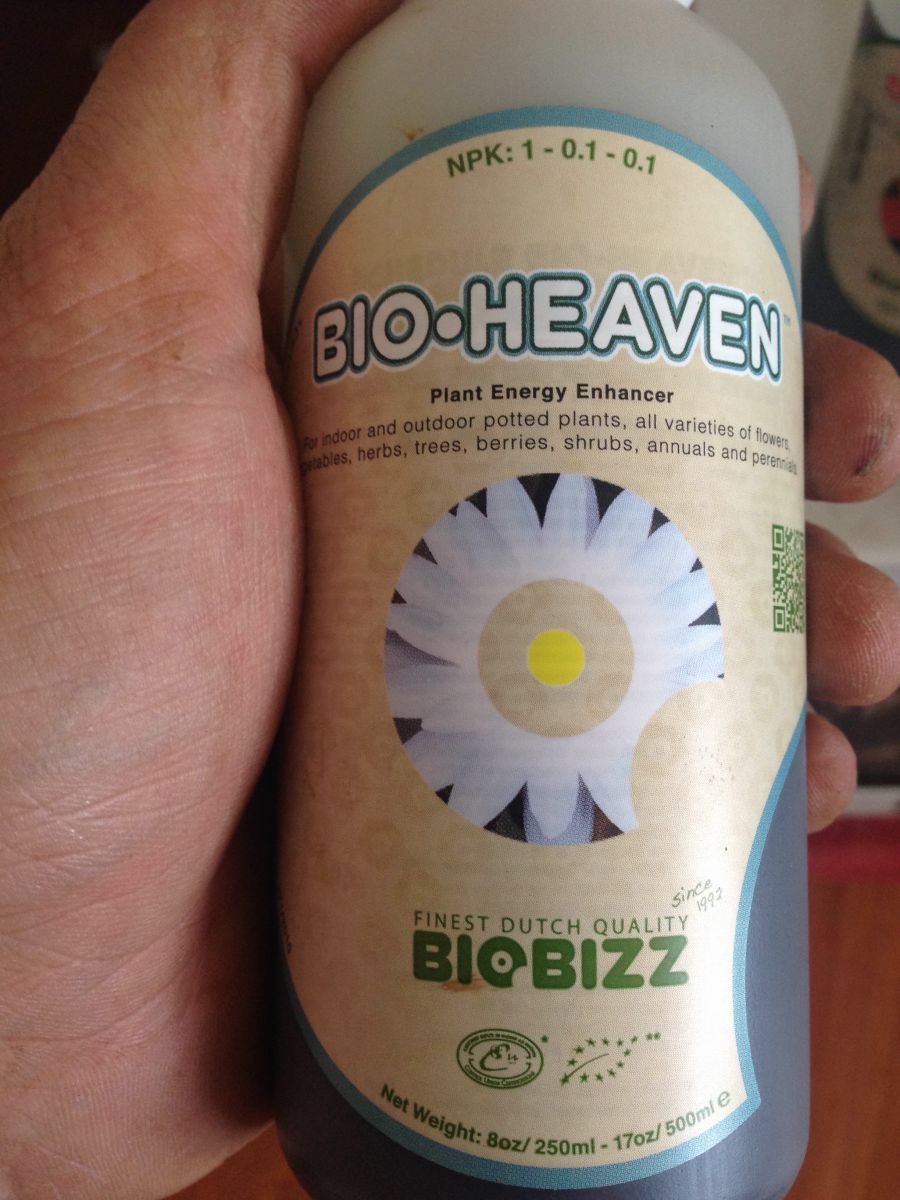 NPK: 1 - 0.1 - 0.1
BIO•HEAVEN™
Plant Energy Enhancer
For indoor and outdoor potted plants, all varieties of flowers,
herbs, trees, berries, shrubs, annuals and
since
1992
FINEST DUTCH QUALITY
BIOBIZZ
Net Weight: 8oz/ 250ml - 17oz/ 500ml e